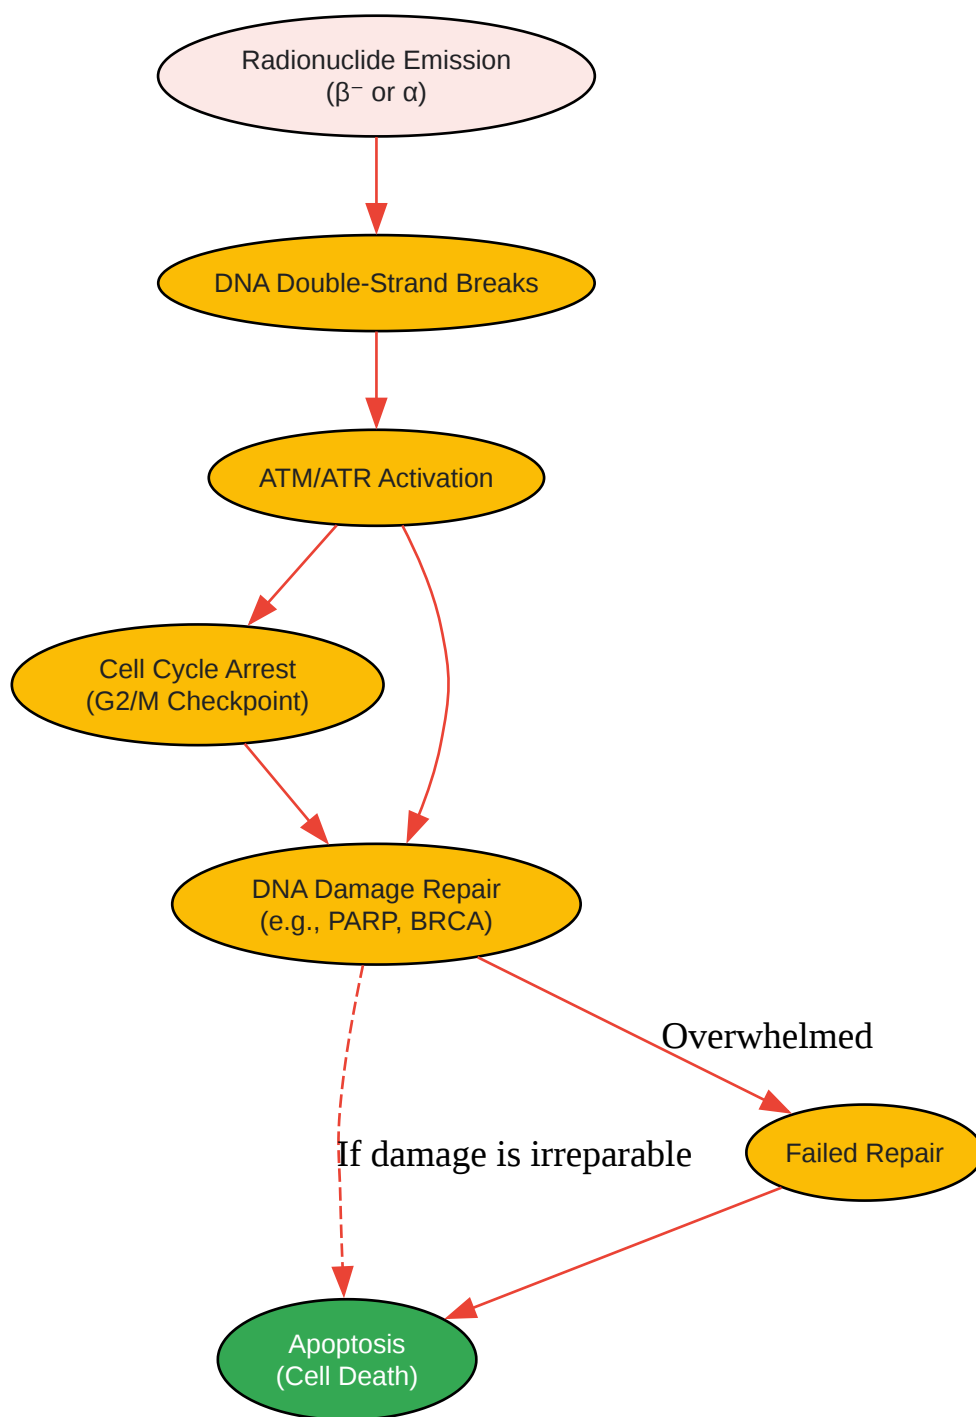 Radionuclide Emission
(β⁻ or α)
DNA Double-Strand Breaks
ATM/ATR Activation
Cell Cycle Arrest
(G2/M Checkpoint)
DNA Damage Repair
(e.g., PARP, BRCA)
Overwhelmed
If damage is irreparable
Failed Repair
Apoptosis
(Cell Death)